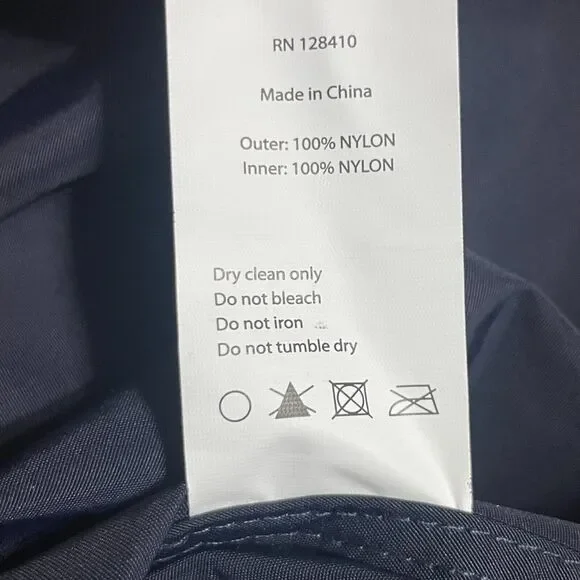 RN 128410
Made in China
Outer: 100% NYLON
Inner: 100% NYLON
Dry clean only
Do not bleach
Do not iron
Do not tumble dry